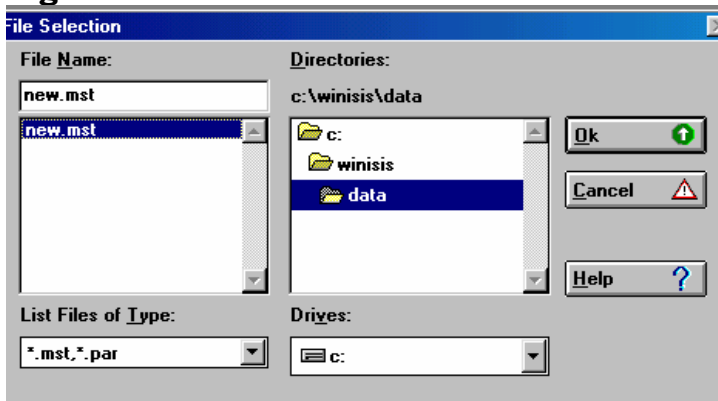 File Selection
File Name:
new.mst
new.mst
List Files of Type:
*.mst,*.par
Directories:
c:\winisis\data
c:
winisis
data
Drives:
c:
Ok
Cancel
Help
?